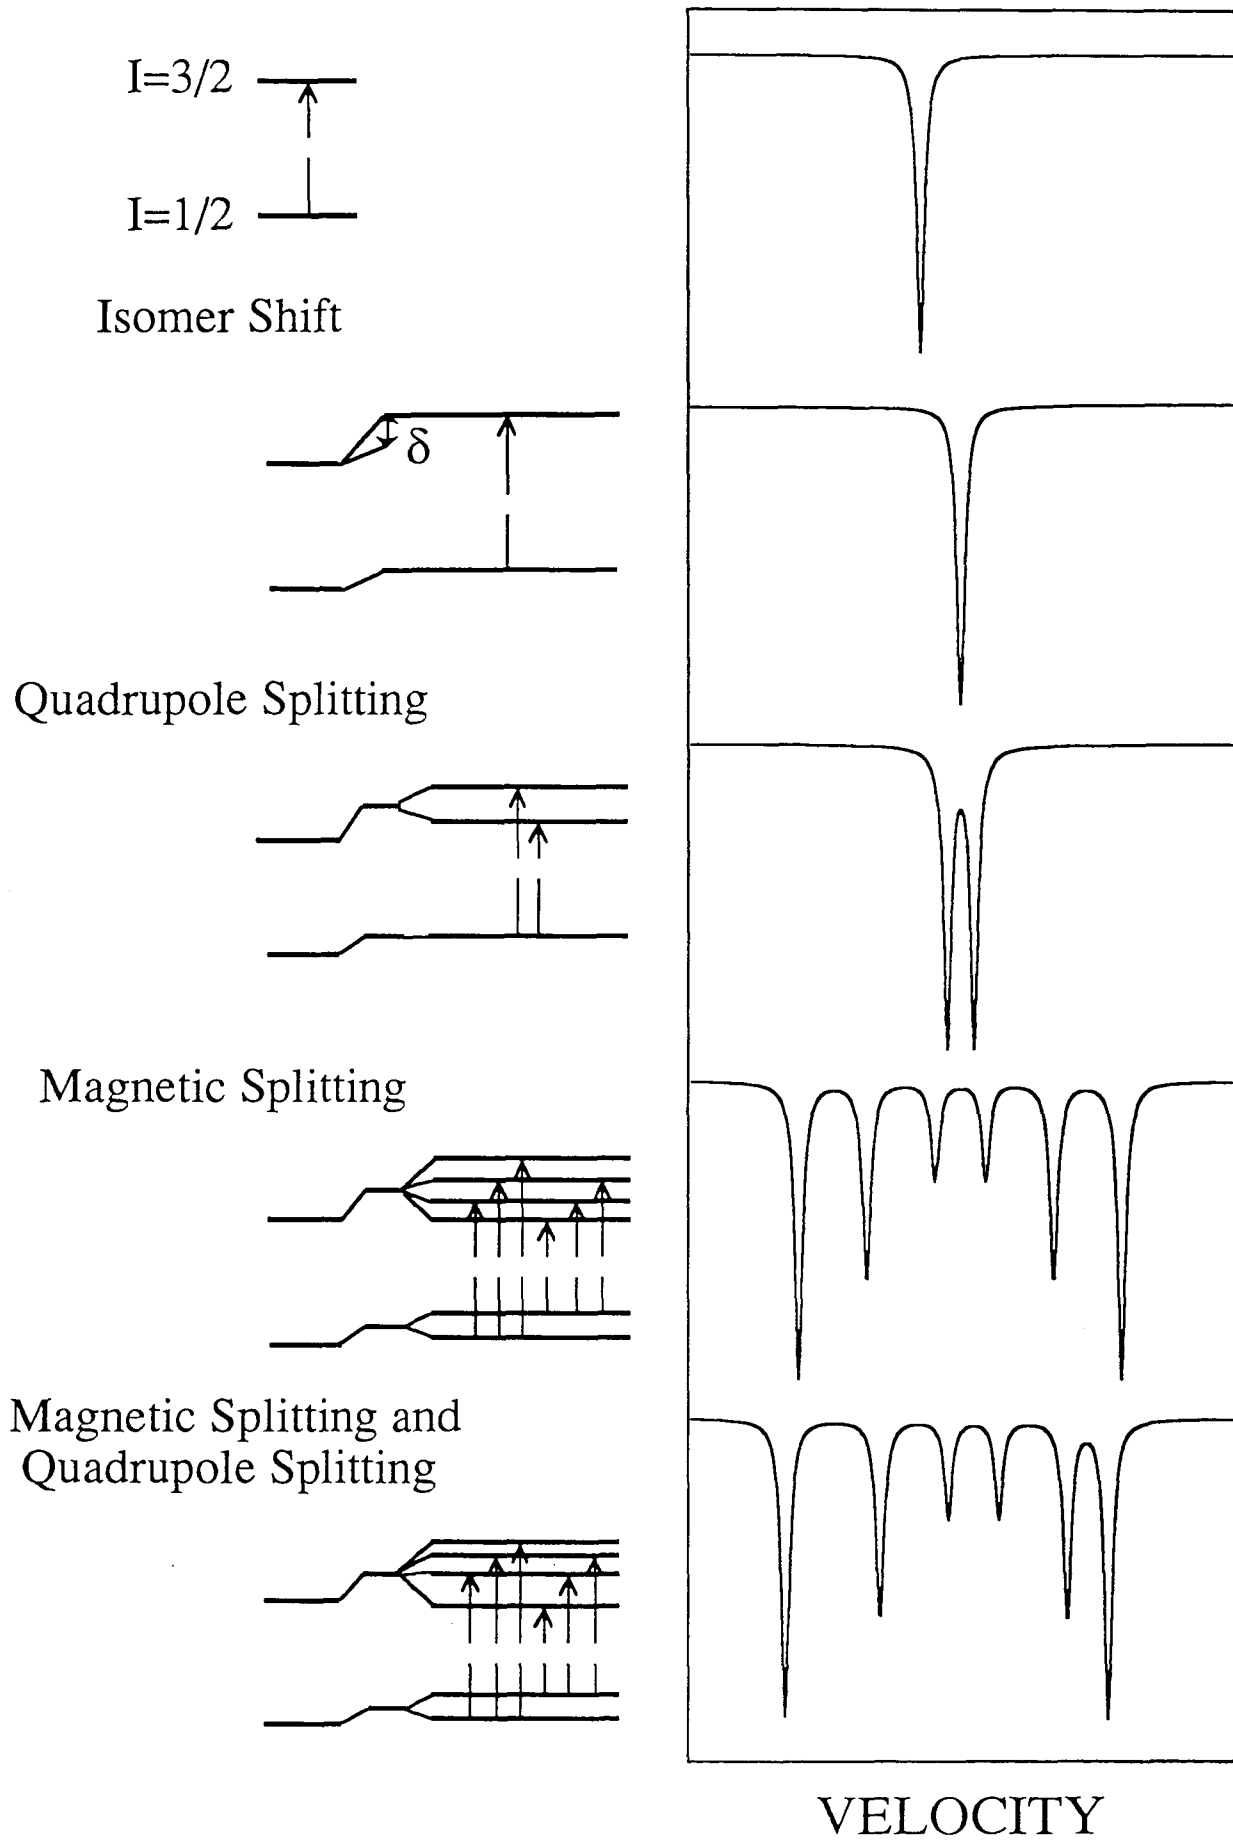 I=3/2
I=1/2
Isomer Shift
δ
Quadrupole Splitting
Magnetic Splitting
Magnetic Splitting and
Quadrupole Splitting
VELOCITY